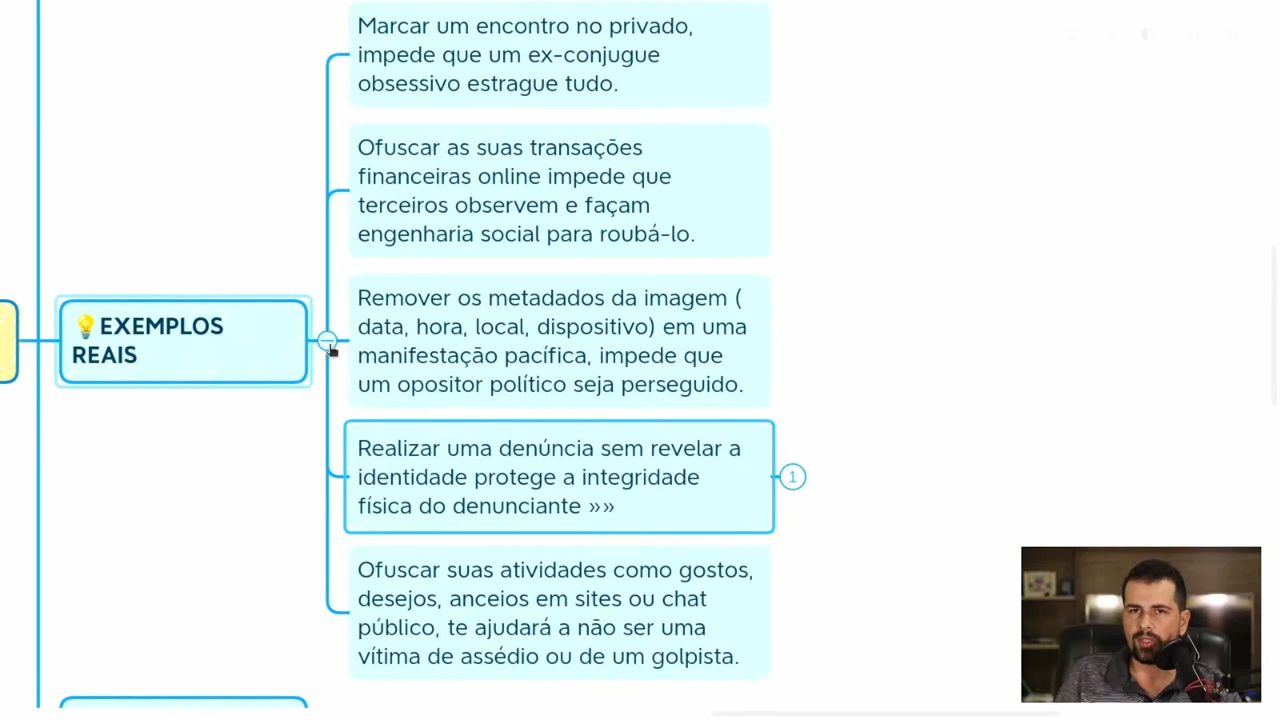 Marcar um encontro no privado,
impede que um ex-conjugue
obsessivo estrague tudo.
Ofuscar as suas transações
financeiras online impede que
terceiros observem e façam
engenharia social para roubá-lo.
💡EXEMPLOS
REAIS
Remover os metadados da imagem (
data, hora, local, dispositivo) em uma
manifestação pacífica, impede que
um opositor político seja perseguido.
Realizar uma denúncia sem revelar a
identidade protege a integridade
física do denunciante »»
1
Ofuscar suas atividades como gostos,
desejos, anceios em sites ou chat
público, te ajudará a não ser uma
vítima de assédio ou de um golpista.